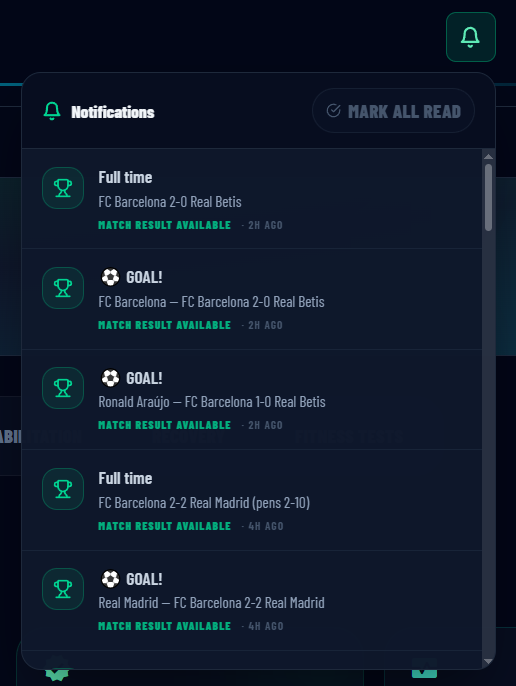 Notifications
MARK ALL READ
Full time
FC Barcelona 2-0 Real Betis
MATCH RESULT AVAILABLE · 2H AGO
⚽ GOAL!
FC Barcelona — FC Barcelona 2-0 Real Betis
MATCH RESULT AVAILABLE · 2H AGO
⚽ GOAL!
Ronald Araújo — FC Barcelona 1-0 Real Betis
MATCH RESULT AVAILABLE · 2H AGO
Full time
FC Barcelona 2-2 Real Madrid (pens 2-10)
MATCH RESULT AVAILABLE · 4H AGO
⚽ GOAL!
Real Madrid — FC Barcelona 2-2 Real Madrid
MATCH RESULT AVAILABLE · 4H AGO